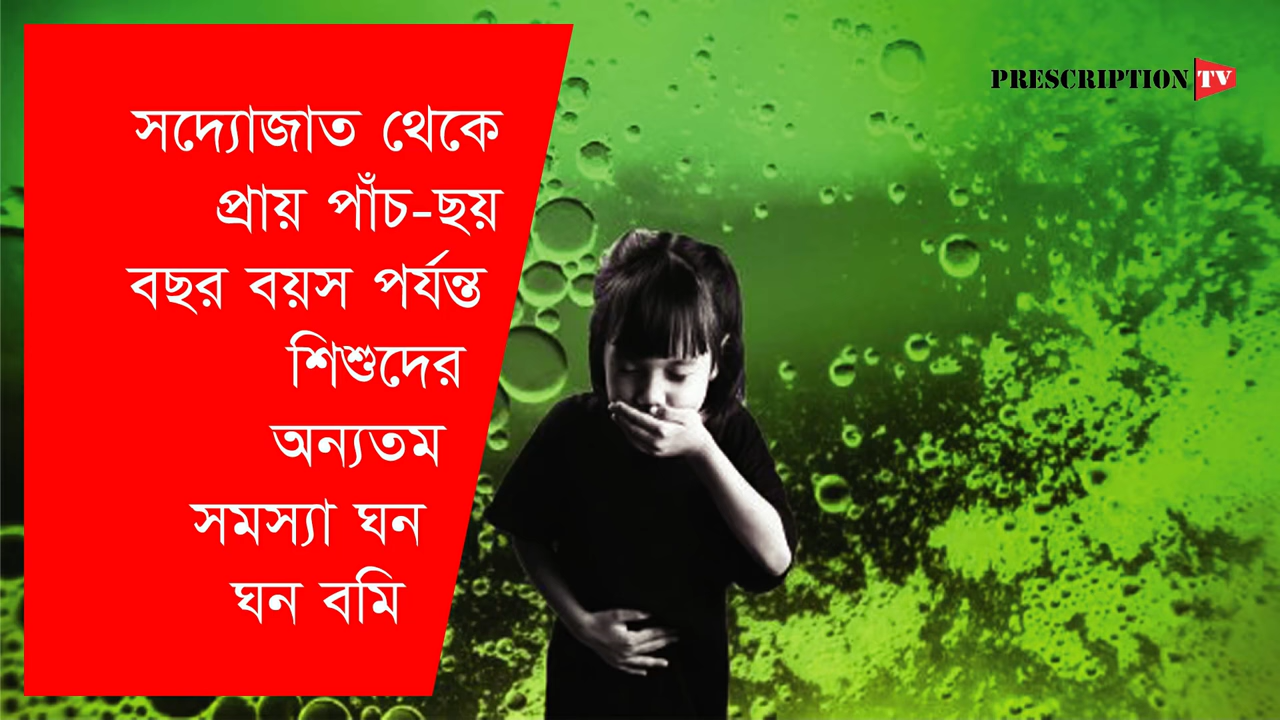 সদ্যোজাত থেকে
প্রায় পাঁচ-ছয়
বছর বয়স পর্যন্ত
শিশুদের
অন্যতম
সমস্যা ঘন
ঘন বমি
PRESCRIPTION TV